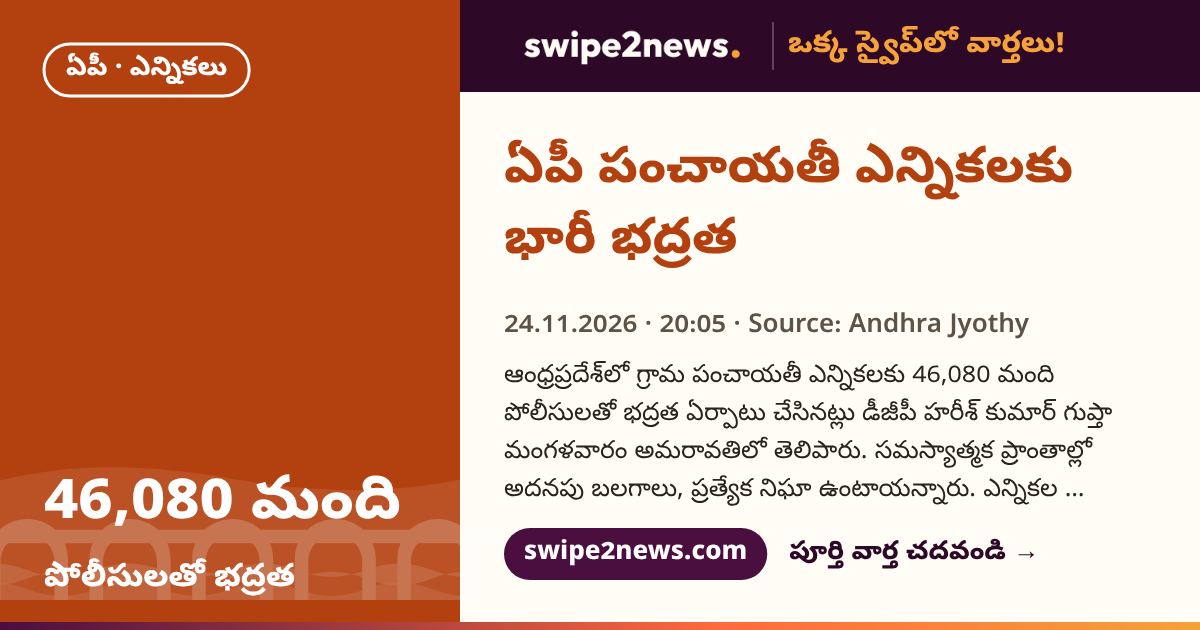 ఏపీ · ఎన్నికలు
46,080 మంది
పోలీసులతో భద్రత
swipe2news.
ఒక్క స్వైప్‌లో వార్తలు!
ఏపీ పంచాయతీ ఎన్నికలకు
భారీ భద్రత
24.11.2026 · 20:05 · Source: Andhra Jyothy
ఆంధ్రప్రదేశ్‌లో గ్రామ పంచాయతీ ఎన్నికలకు 46,080 మంది
పోలీసులతో భద్రత ఏర్పాటు చేసినట్లు డీజీపీ హరీశ్ కుమార్ గుప్తా
మంగళవారం అమరావతిలో తెలిపారు. సమస్యాత్మక ప్రాంతాల్లో
అదనపు బలగాలు, ప్రత్యేక నిఘా ఉంటాయన్నారు. ఎన్నికల ...
swipe2news.com
పూర్తి వార్త చదవండి →